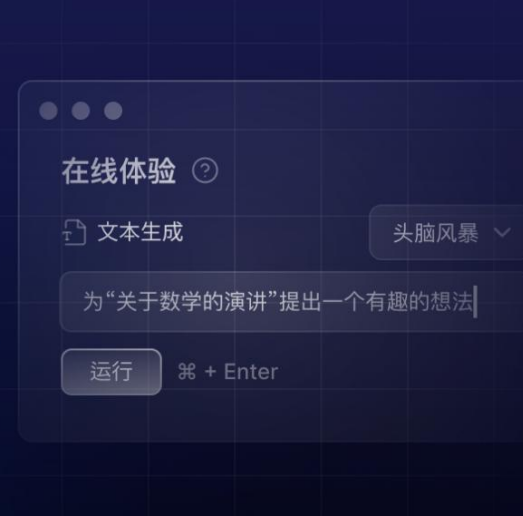 在线体验
文本生成
头脑风暴
为“关于数学的演讲”提出一个有趣的想法
运行 ⌘ + Enter